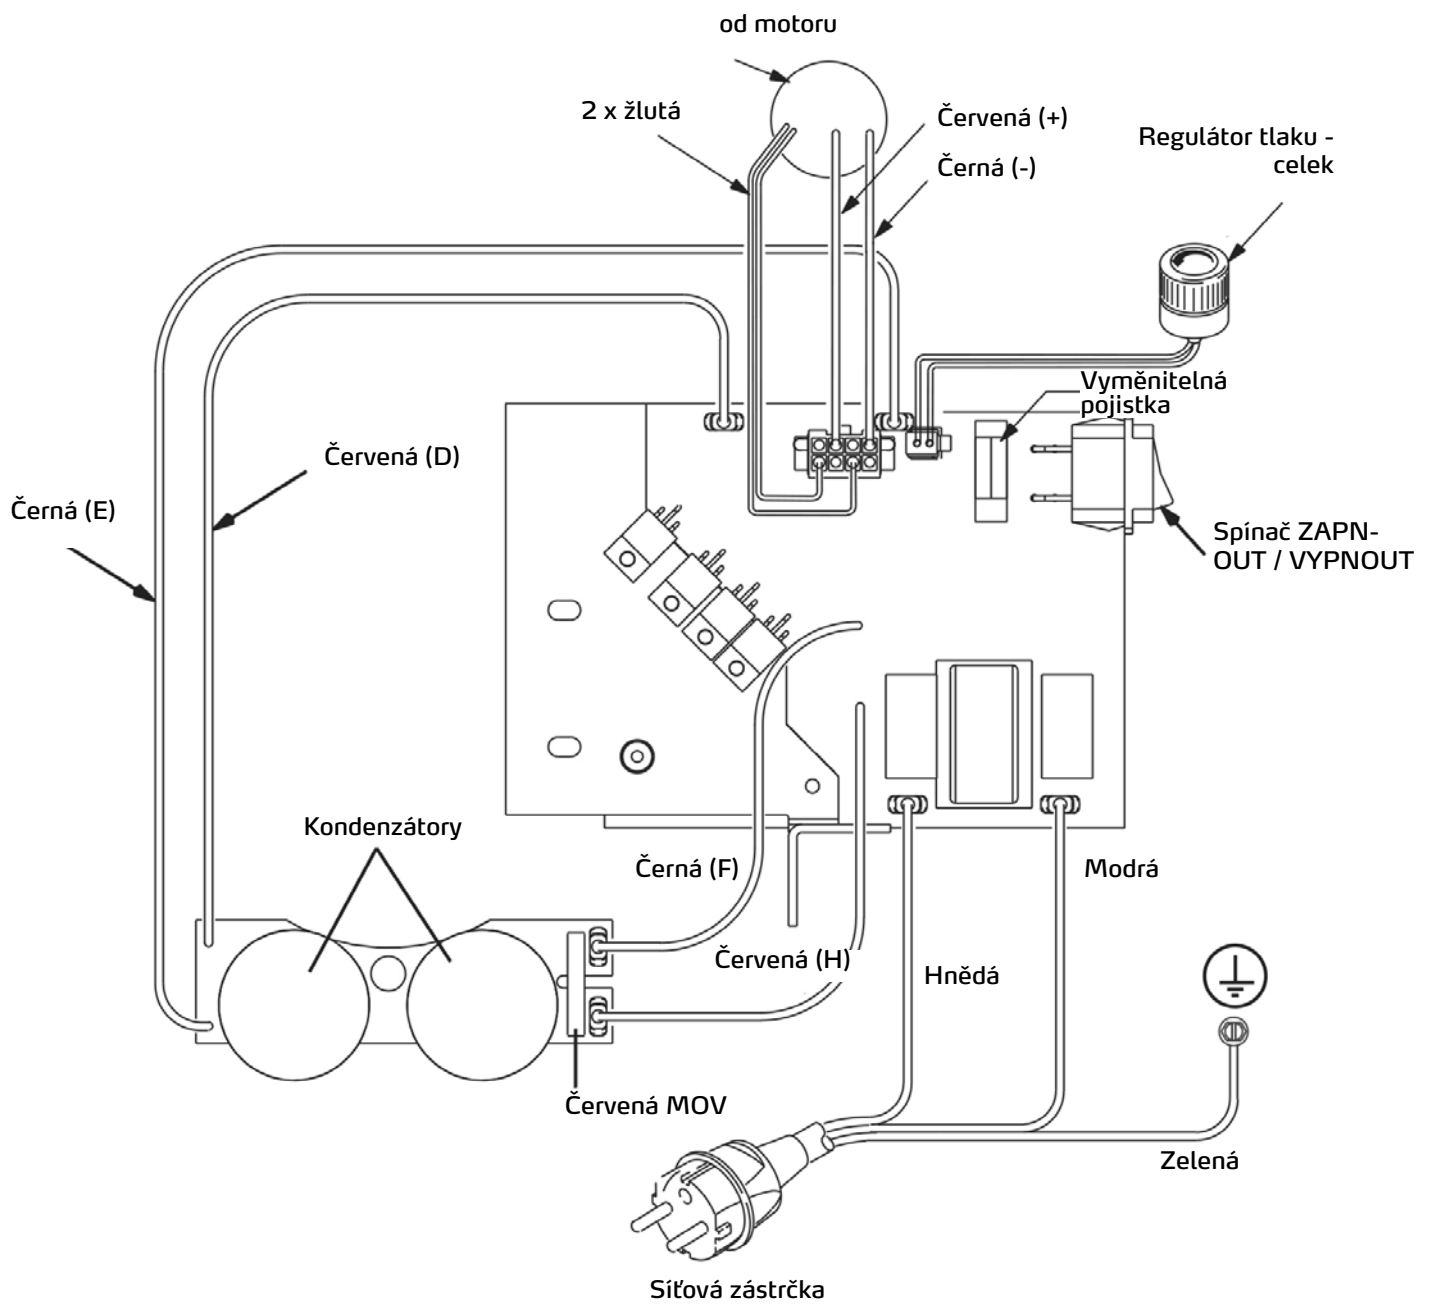 od motoru
2 x žlutá
Červená (+)
Černá (-)
Regulátor tlaku -
celek
Vyměnitelná
pojistka
Červená (D)
Černá (E)
Spínač ZAPN-
OUT / VYPNOUT
Kondenzátory
Černá (F)
Modrá
Červená (H)
Hnědá
Červená MOV
Zelená
Síťová zástrčka